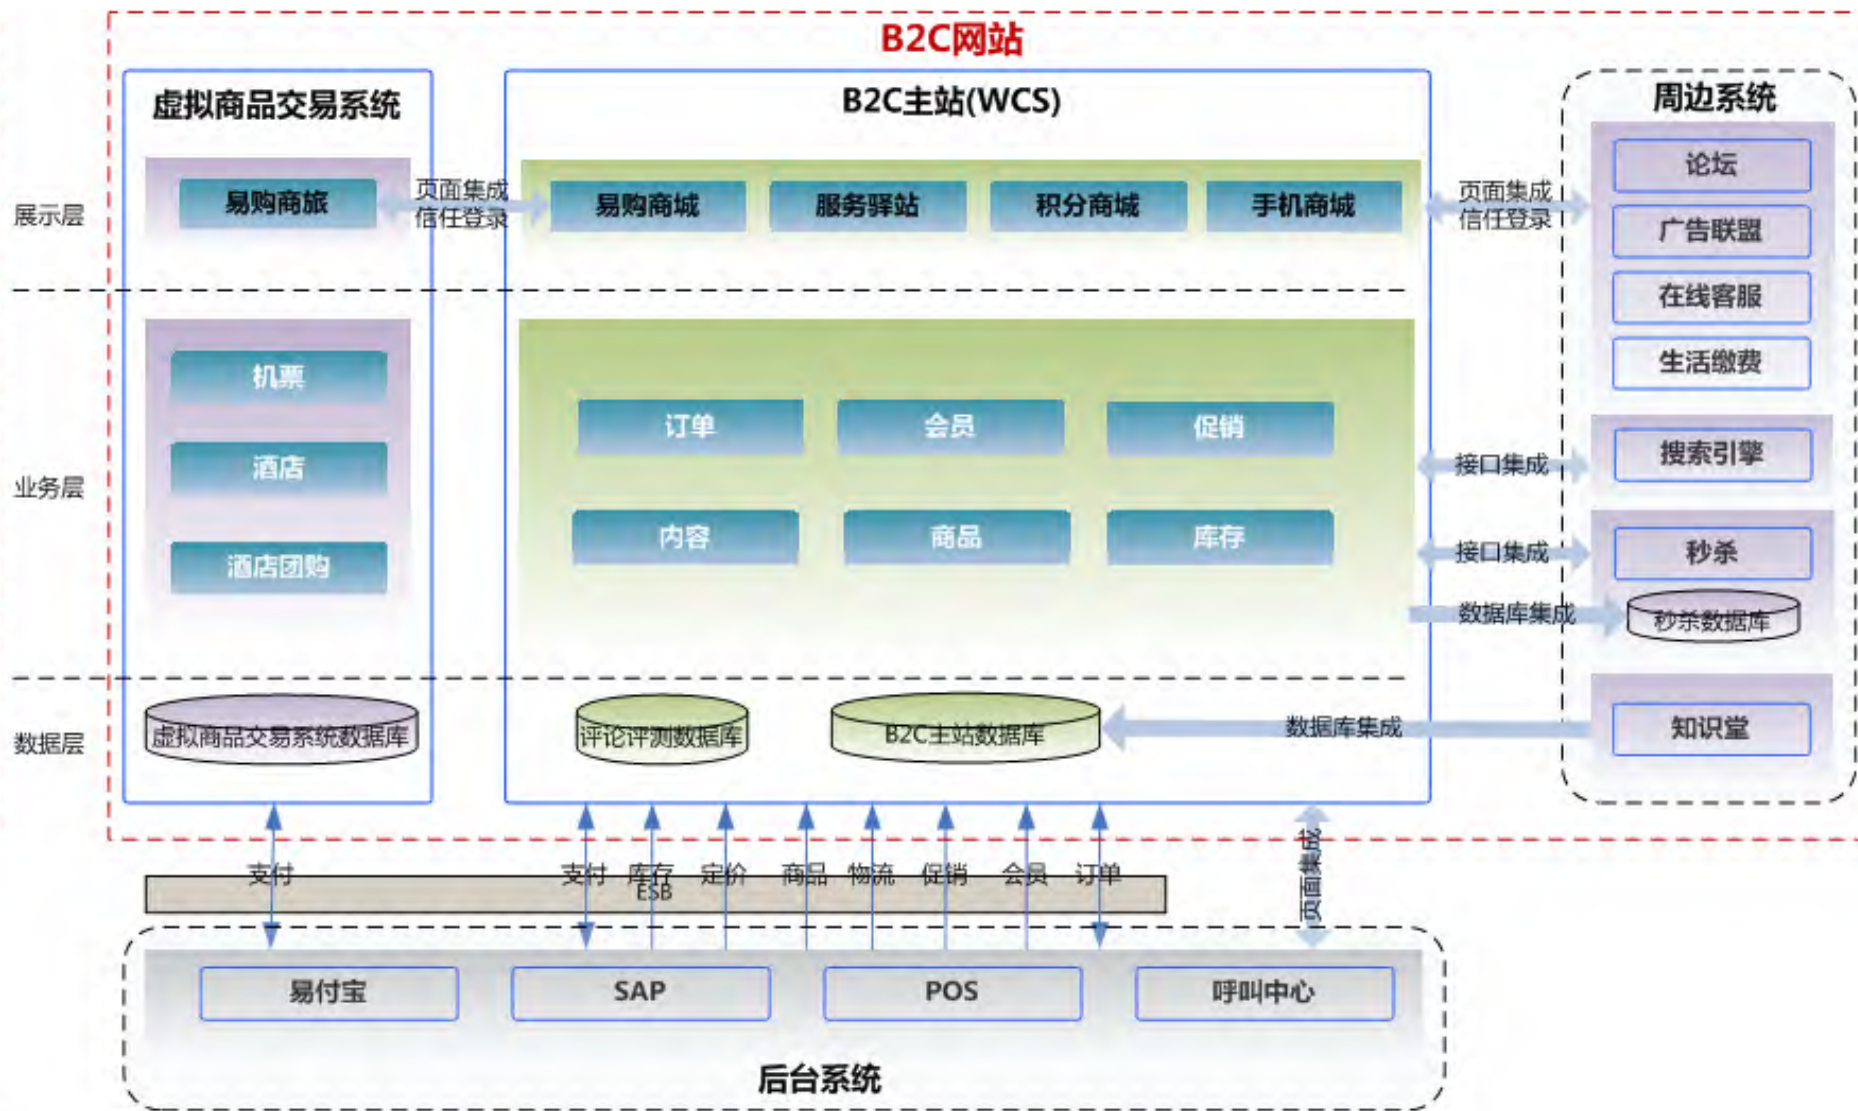 B2C网站
虚拟商品交易系统
B2C主站(WCS)
周边系统
展示层
易购商旅
页面集成
信任登录
易购商城
服务驿站
积分商城
手机商城
页面集成
信任登录
论坛
广告联盟
在线客服
生活缴费
业务层
机票
酒店
酒店团购
订单
会员
促销
内容
商品
库存
接口集成
搜索引擎
接口集成
秒杀
数据库集成
秒杀数据库
数据层
虚拟商品交易系统数据库
评论评测数据库
B2C主站数据库
数据库集成
知识堂
支付
支付
库存
定价
商品
物流
促销
会员
订单
页面集成
ESB
易付宝
SAP
POS
呼叫中心
后台系统